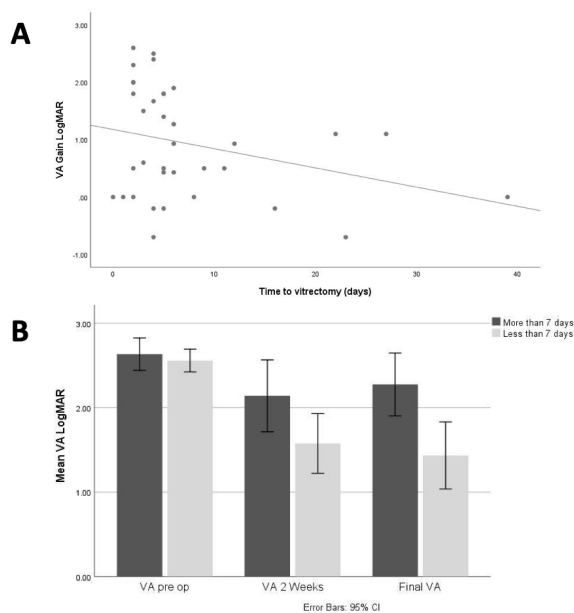 A
3.00
2.00
1.00
.00
-1.00
VA Gain LogMAR
0
10
20
30
40
Time to vitrectomy (days)
B
More than 7 days
Less than 7 days
3.00
2.00
1.00
0.00
Mean VA LogMAR
VA pre op
VA 2 Weeks
Final VA
Error Bars: 95% CI